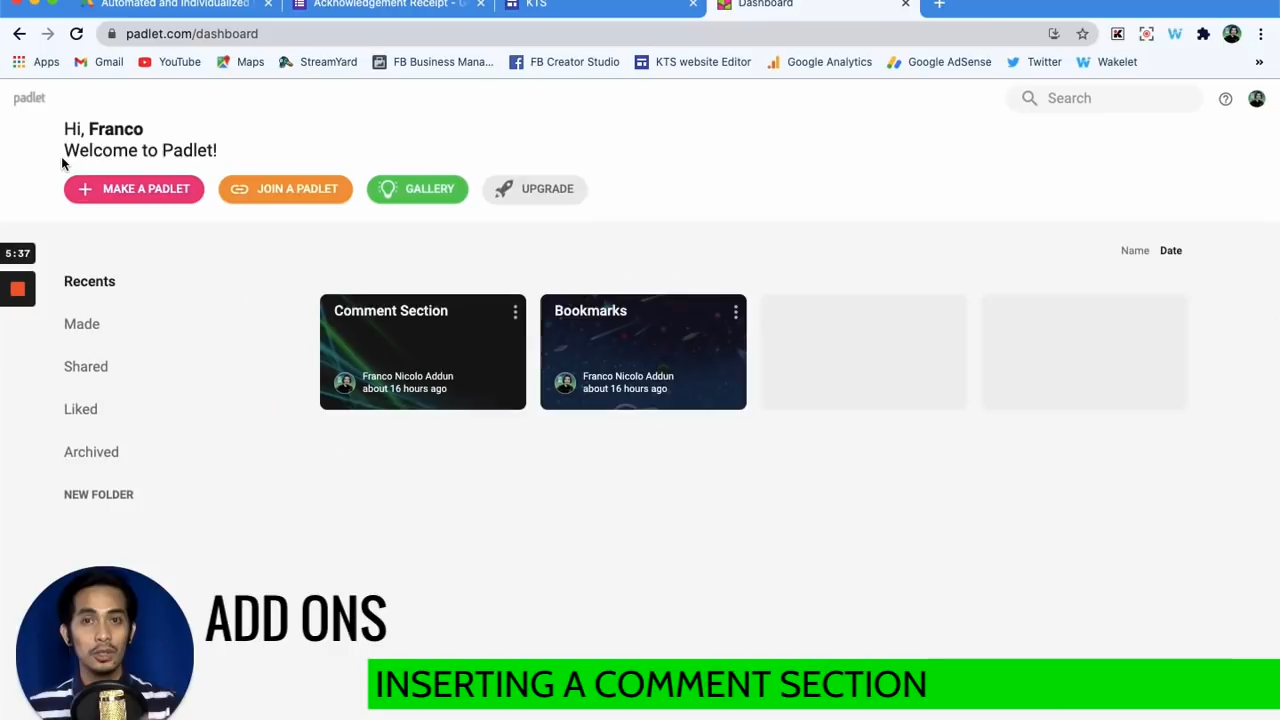 Automated and Individualized
Acknowledgement Receipt - G
KTS
Dashboard
padlet.com/dashboard
Apps
Gmail
YouTube
Maps
StreamYard
FB Business Mana...
FB Creator Studio
KTS website Editor
Google Analytics
Google AdSense
Twitter
Wakelet
padlet
Search
Hi, Franco
Welcome to Padlet!
MAKE A PADLET
JOIN A PADLET
GALLERY
UPGRADE
5:37
Name
Date
Recents
Made
Shared
Liked
Archived
NEW FOLDER
Comment Section
Franco Nicolo Addun
about 16 hours ago
Bookmarks
Franco Nicolo Addun
about 16 hours ago
ADD ONS
INSERTING A COMMENT SECTION